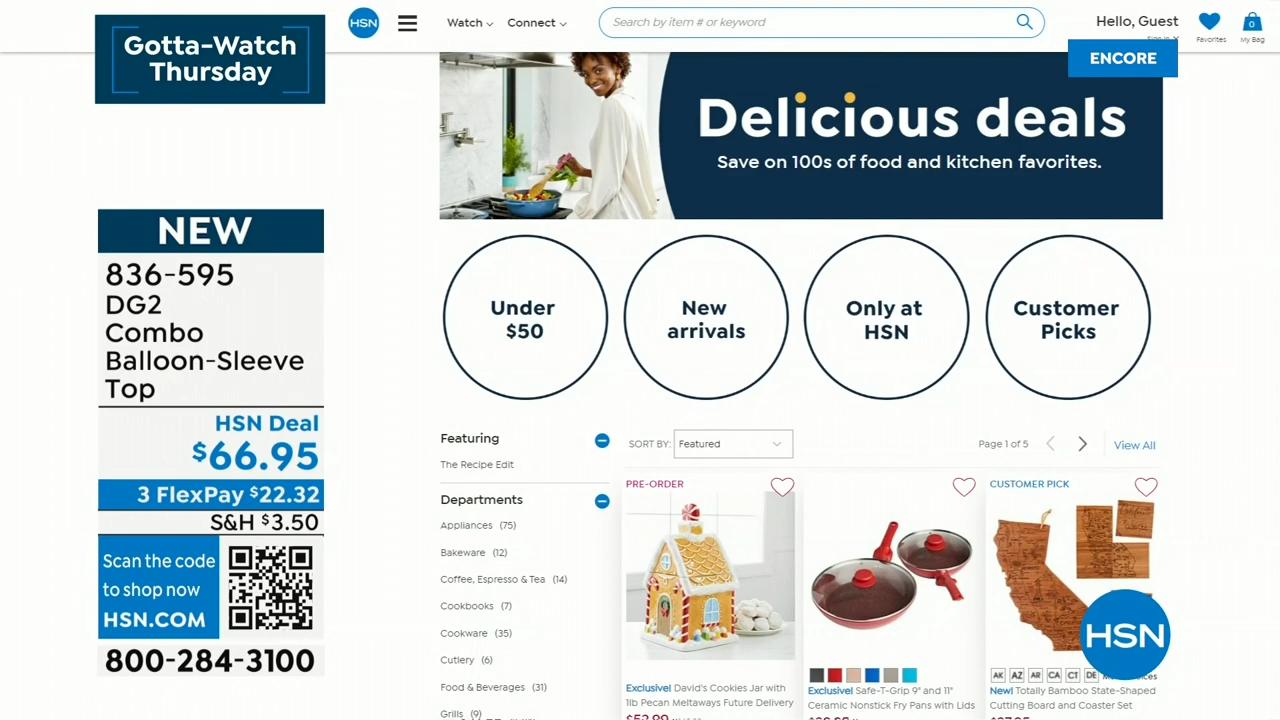 Gotta-Watch
Thursday
HSN
Watch
Connect
Search by item # or keyword
Hello, Guest
Favorites
0
My Bag
ENCORE
Delicious deals
Save on 100s of food and kitchen favorites.
NEW
836-595
DG2
Combo
Balloon-Sleeve
Top
HSN Deal
$66.95
3 FlexPay $22.32
S&H $3.50
Scan the code
to shop now
HSN.COM
800-284-3100
Under
$50
New
arrivals
Only at
HSN
Customer
Picks
Featuring
The Recipe Edit
Departments
Appliances (75)
Bakeware (12)
Coffee, Espresso & Tea (14)
Cookbooks (7)
Cookware (35)
Cutlery (6)
Food & Beverages (31)
Grills (9)
SORT BY: Featured
Page 1 of 5
View All
PRE-ORDER
Exclusive! David's Cookies Jar with
1lb Pecan Meltaways Future Delivery
Exclusive! Safe-T-Grip 9" and 11"
Ceramic Nonstick Fry Pans with Lids
CUSTOMER PICK
AK AZ AR CA CT DE
New! Totally Bamboo State-Shaped
Cutting Board and Coaster Set
HSN